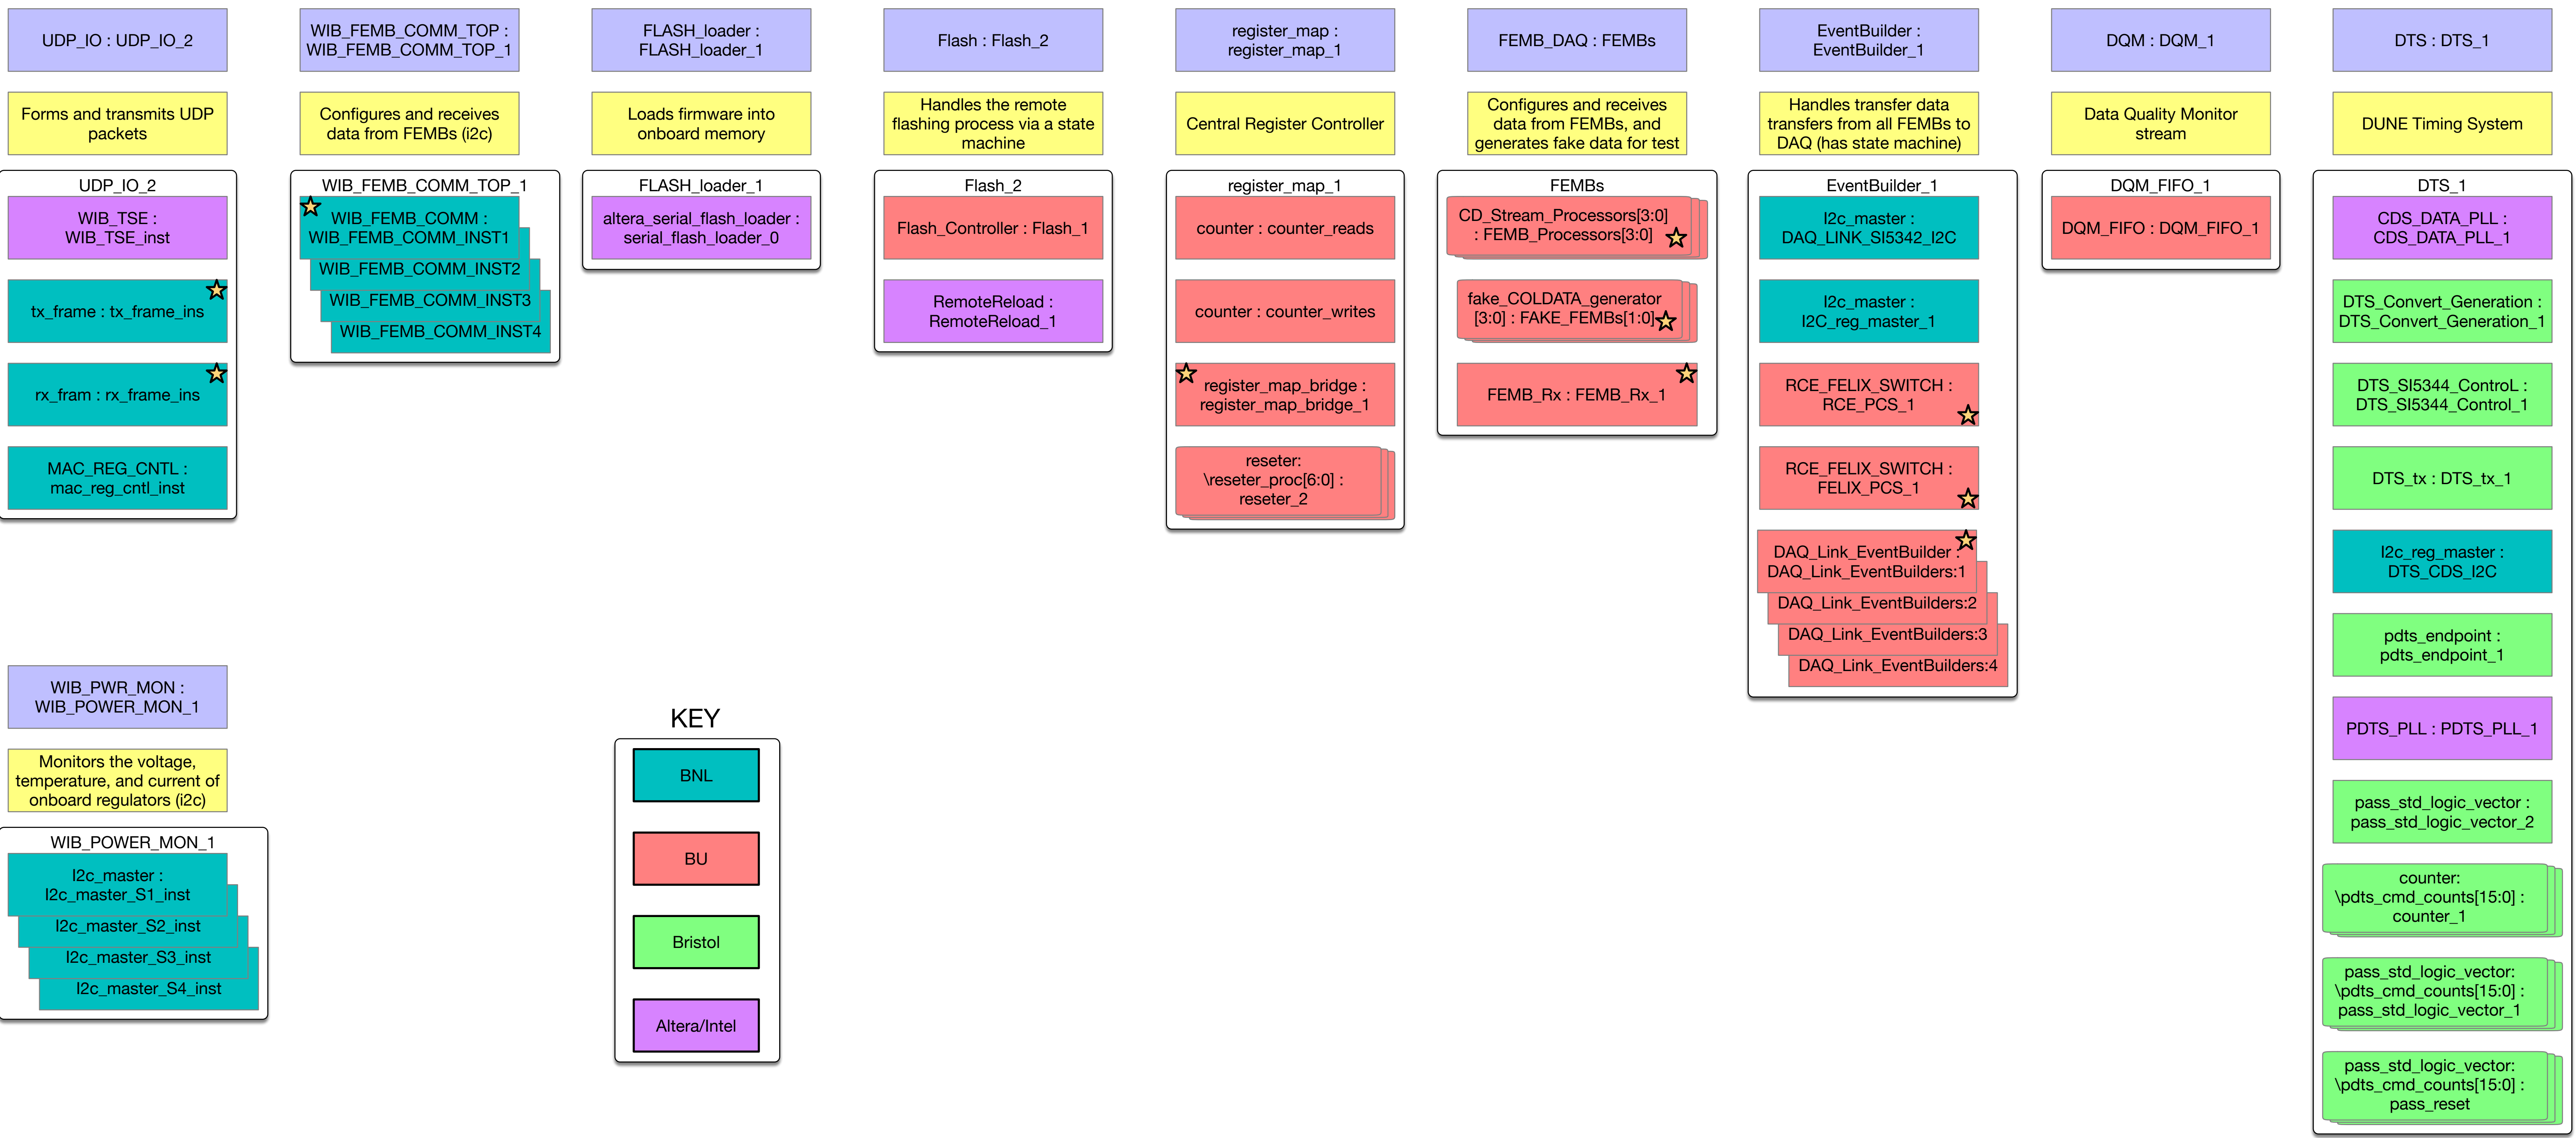 UDP_IO : UDP_IO_2
Forms and transmits UDP
packets
UDP_IO_2
WIB_TSE :
WIB_TSE_inst
tx_frame : tx_frame_ins
rx_fram : rx_frame_ins
MAC_REG_CNTL :
mac_reg_cntl_inst
WIB_FEMB_COMM_TOP :
WIB_FEMB_COMM_TOP_1
Configures and receives
data from FEMBs (i2c)
WIB_FEMB_COMM_TOP_1
WIB_FEMB_COMM :
WIB_FEMB_COMM_INST1
WIB_FEMB_COMM_INST2
WIB_FEMB_COMM_INST3
WIB_FEMB_COMM_INST4
FLASH_loader :
FLASH_loader_1
Loads firmware into
onboard memory
FLASH_loader_1
altera_serial_flash_loader :
serial_flash_loader_0
Flash : Flash_2
Handles the remote
flashing process via a state
machine
Flash_2
Flash_Controller : Flash_1
RemoteReload :
RemoteReload_1
register_map :
register_map_1
Central Register Controller
register_map_1
counter : counter_reads
counter : counter_writes
register_map_bridge :
register_map_bridge_1
reseter:
\reseter_proc[6:0] :
reseter_2
FEMB_DAQ : FEMBs
Configures and receives
data from FEMBs, and
generates fake data for test
FEMBs
CD_Stream_Processors[3:0]
: FEMB_Processors[3:0]
fake_COLDATA_generator
[3:0] : FAKE_FEMBs[1:0]
FEMB_Rx : FEMB_Rx_1
EventBuilder :
EventBuilder_1
Handles transfer data
transfers from all FEMBs to
DAQ (has state machine)
EventBuilder_1
I2c_master :
DAQ_LINK_SI5342_I2C
I2c_master :
I2C_reg_master_1
RCE_FELIX_SWITCH :
RCE_PCS_1
RCE_FELIX_SWITCH :
FELIX_PCS_1
DAQ_Link_EventBuilder :
DAQ_Link_EventBuilders:1
DAQ_Link_EventBuilders:2
DAQ_Link_EventBuilders:3
DAQ_Link_EventBuilders:4
DQM : DQM_1
Data Quality Monitor
stream
DQM_FIFO_1
DQM_FIFO : DQM_FIFO_1
DTS : DTS_1
DUNE Timing System
DTS_1
CDS_DATA_PLL :
CDS_DATA_PLL_1
DTS_Convert_Generation :
DTS_Convert_Generation_1
DTS_SI5344_ControL :
DTS_SI5344_Control_1
DTS_tx : DTS_tx_1
I2c_reg_master :
DTS_CDS_I2C
pdts_endpoint :
pdts_endpoint_1
PDTS_PLL : PDTS_PLL_1
pass_std_logic_vector :
pass_std_logic_vector_2
counter:
\pdts_cmd_counts[15:0] :
counter_1
pass_std_logic_vector:
\pdts_cmd_counts[15:0] :
pass_std_logic_vector_1
pass_std_logic_vector:
\pdts_cmd_counts[15:0] :
pass_reset
WIB_PWR_MON :
WIB_POWER_MON_1
Monitors the voltage,
temperature, and current of
onboard regulators (i2c)
WIB_POWER_MON_1
I2c_master :
I2c_master_S1_inst
I2c_master_S2_inst
I2c_master_S3_inst
I2c_master_S4_inst
KEY
BNL
BU
Bristol
Altera/Intel